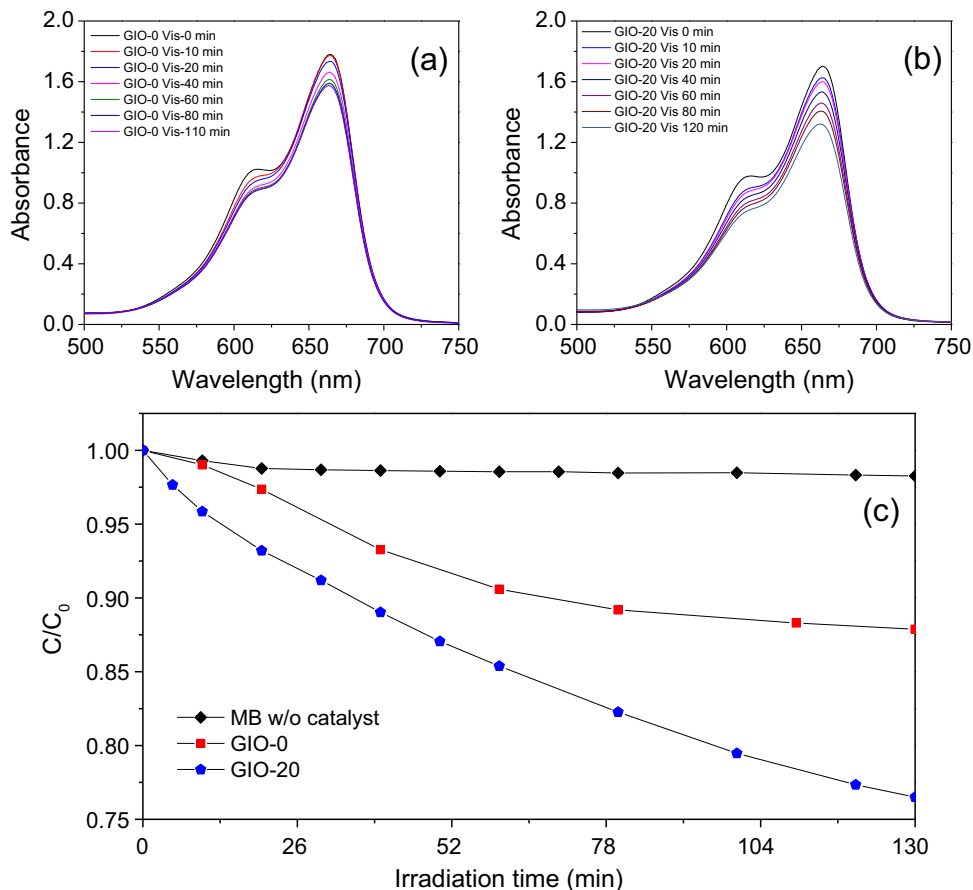 2.0
1.6
1.2
0.8
0.4
0.0
Absorbance
GIO-0 Vis-0 min
GIO-0 Vis-10 min
GIO-0 Vis-20 min
GIO-0 Vis-40 min
GIO-0 Vis-60 min
GIO-0 Vis-80 min
GIO-0 Vis-110 min
(a)
500 550 600 650 700 750
Wavelength (nm)
2.0
1.6
1.2
0.8
0.4
0.0
Absorbance
GIO-20 Vis 0 min
GIO-20 Vis 10 min
GIO-20 Vis 20 min
GIO-20 Vis 40 min
GIO-20 Vis 60 min
GIO-20 Vis 80 min
GIO-20 Vis 120 min
(b)
500 550 600 650 700 750
Wavelength (nm)
1.00
0.95
0.90
0.85
0.80
0.75
C/C₀
(c)
MB w/o catalyst
GIO-0
GIO-20
0 26 52 78 104 130
Irradiation time (min)